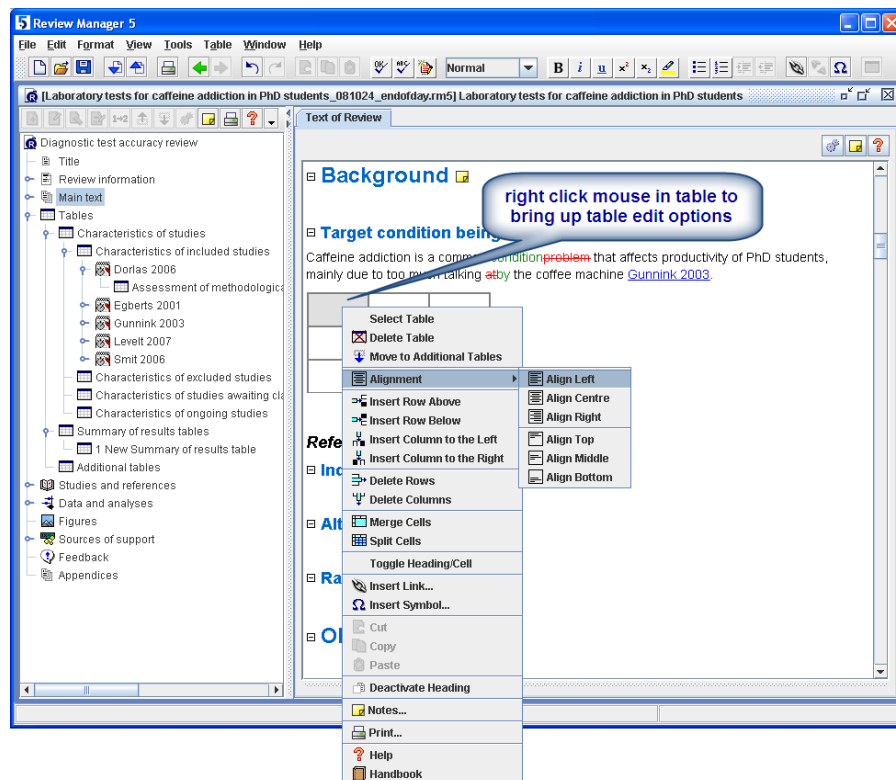 Review Manager 5
File Edit Format View Tools Table Window Help
Normal
[Laboratory tests for caffeine addiction in PhD students_081024_endofday.rm5] Laboratory tests for caffeine addiction in PhD students
Diagnostic test accuracy review
Title
Review information
Main text
Tables
Characteristics of studies
Characteristics of included studies
Dorlas 2006
Assessment of methodologica
Egberts 2001
Gunnink 2003
Levelt 2007
Smit 2006
Characteristics of excluded studies
Characteristics of studies awaiting cla
Characteristics of ongoing studies
Summary of results tables
1 New Summary of results table
Additional tables
Studies and references
Data and analyses
Figures
Sources of support
Feedback
Appendices
Text of Review
Background
right click mouse in table to
bring up table edit options
Target condition being
Caffeine addiction is a comm conditionproblem that affects productivity of PhD students,
mainly due to too much talking atby the coffee machine Gunnink 2003.
Select Table
Delete Table
Move to Additional Tables
Alignment
Align Left
Align Centre
Align Right
Align Top
Align Middle
Align Bottom
Insert Row Above
Insert Row Below
Insert Column to the Left
Insert Column to the Right
Delete Rows
Delete Columns
Merge Cells
Split Cells
Toggle Heading/Cell
Insert Link...
Insert Symbol...
Cut
Copy
Paste
Deactivate Heading
Notes...
Print...
Help
Handbook
Refe
Ind
Alt
Ra